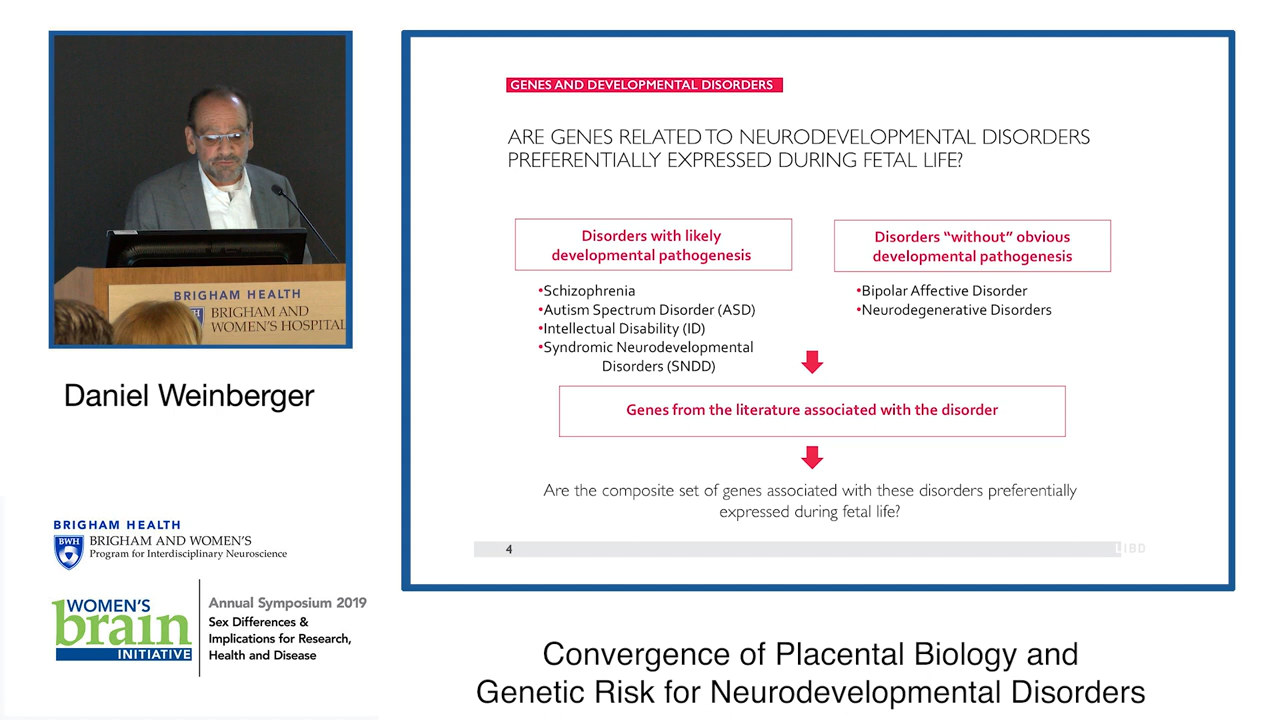 BRIGHAM HEALTH
BRIGHAM AND
WOMEN'S HOSPITAL
Daniel Weinberger
BRIGHAM HEALTH
BWH
BRIGHAM AND WOMEN'S
Program for Interdisciplinary Neuroscience
WOMEN'S
brain
INITIATIVE
Annual Symposium 2019
Sex Differences &
Implications for Research,
Health and Disease
GENES AND DEVELOPMENTAL DISORDERS
ARE GENES RELATED TO NEURODEVELOPMENTAL DISORDERS
PREFERENTIALLY EXPRESSED DURING FETAL LIFE?
Disorders with likely
developmental pathogenesis
•Schizophrenia
•Autism Spectrum Disorder (ASD)
•Intellectual Disability (ID)
•Syndromic Neurodevelopmental
Disorders (SNDD)
Disorders “without” obvious
developmental pathogenesis
•Bipolar Affective Disorder
•Neurodegenerative Disorders
Genes from the literature associated with the disorder
Are the composite set of genes associated with these disorders preferentially
expressed during fetal life?
4
LIBD
Convergence of Placental Biology and
Genetic Risk for Neurodevelopmental Disorders